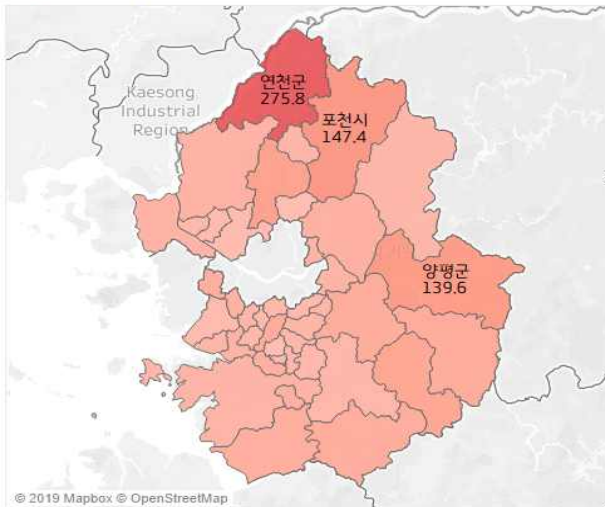 연천군
275.8
Kaesong
Industrial
Region
포천시
147.4
양평군
139.6
© 2019 Mapbox © OpenStreetMap